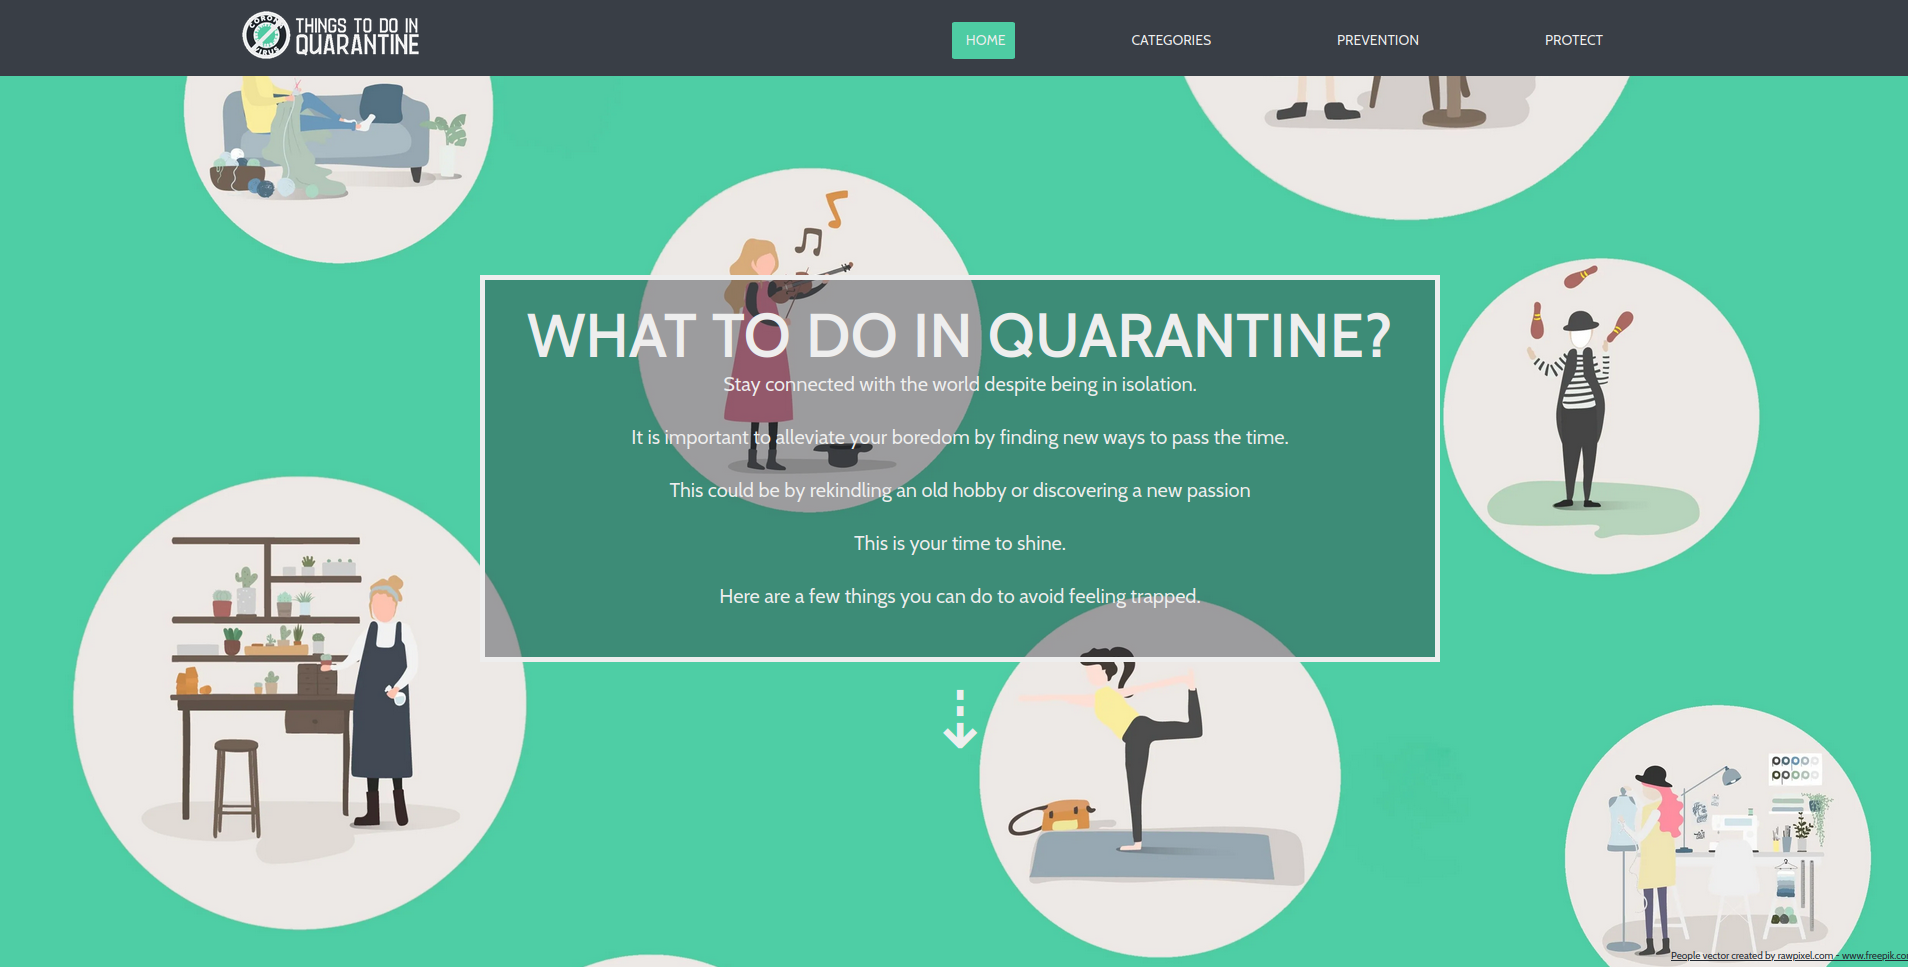 CORONA
VIRUS
THINGS TO DO IN
QUARANTINE
HOME
CATEGORIES
PREVENTION
PROTECT
WHAT TO DO IN QUARANTINE?
Stay connected with the world despite being in isolation.
It is important to alleviate your boredom by finding new ways to pass the time.
This could be by rekindling an old hobby or discovering a new passion
This is your time to shine.
Here are a few things you can do to avoid feeling trapped.
People vector created by rawpixel.com - www.freepik.co